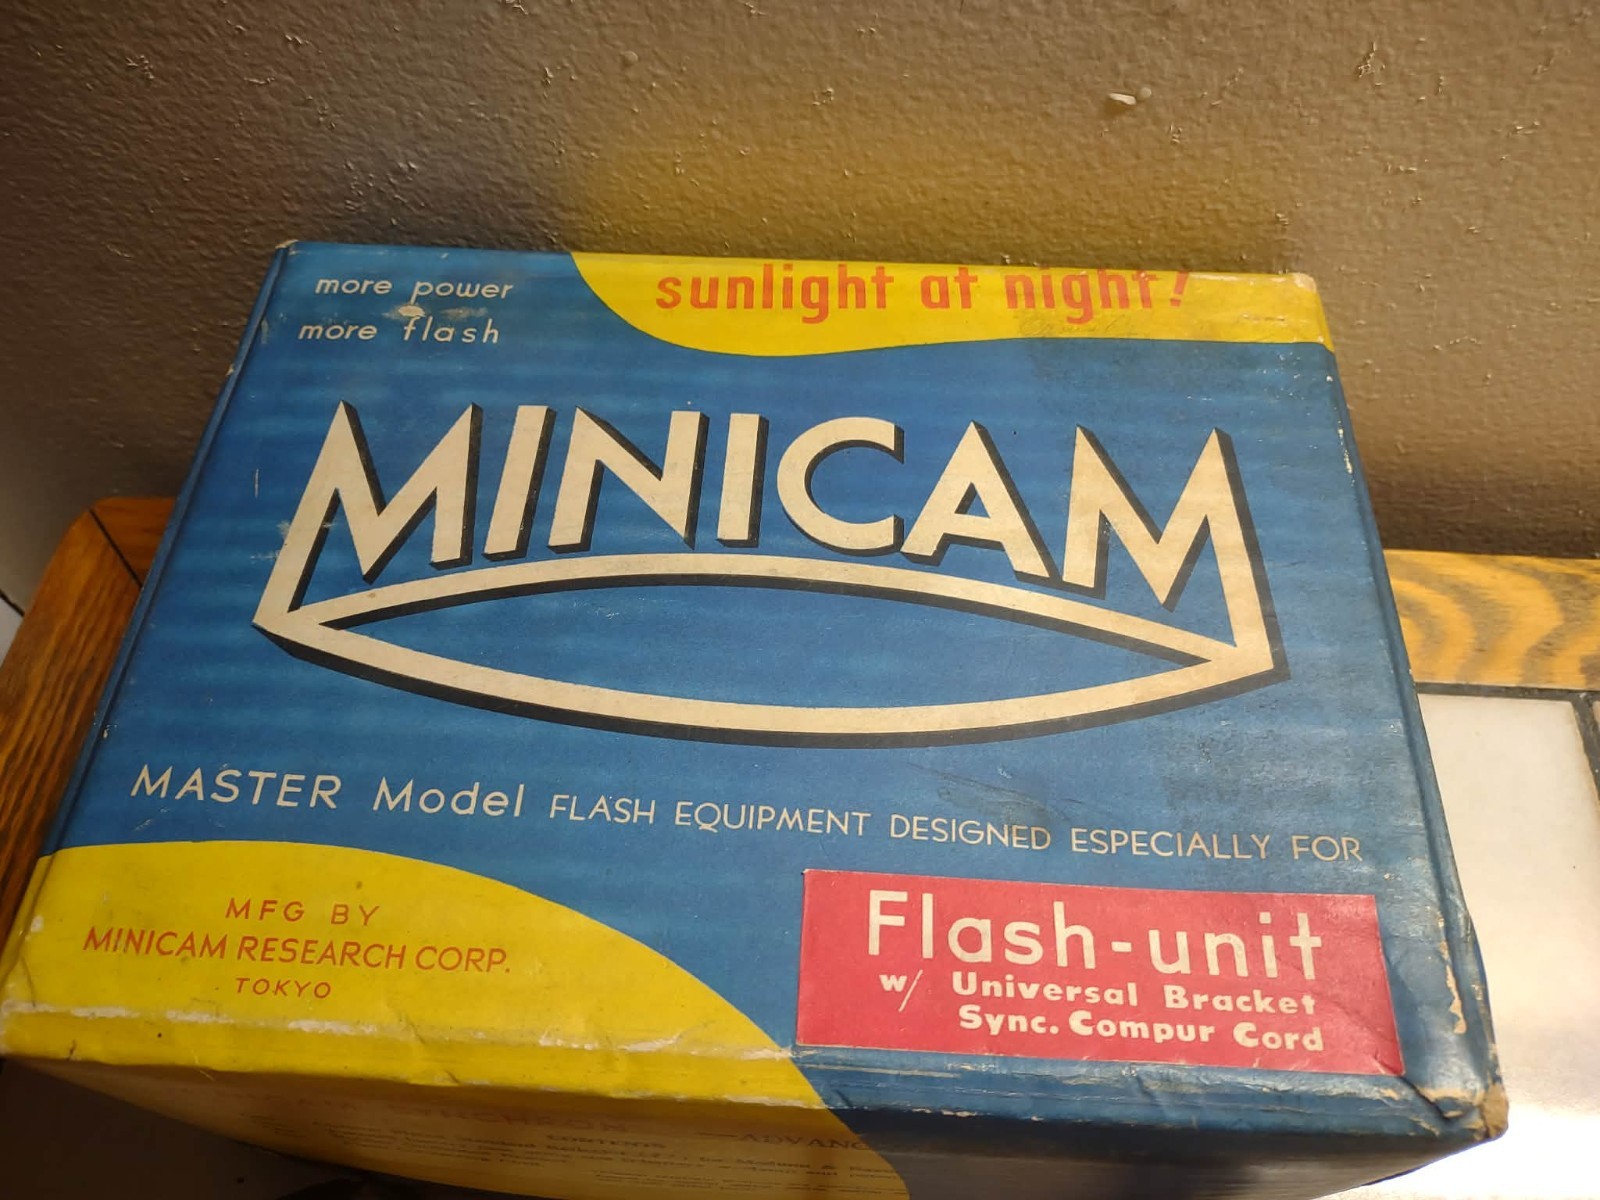 more power
more flash
sunlight at night!
MINICAM
MASTER Model FLASH EQUIPMENT DESIGNED ESPECIALLY FOR
MFG BY
MINICAM RESEARCH CORP.
TOKYO
Flash-unit
w/ Universal Bracket
Sync. Compur Cord
CONTENTS